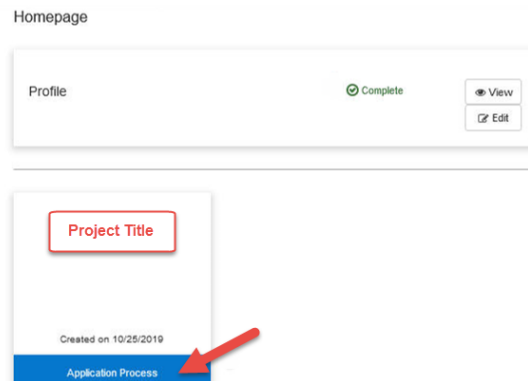 Homepage
Profile
Complete
View
Edit
Project Title
Created on 10/25/2019
Application Process